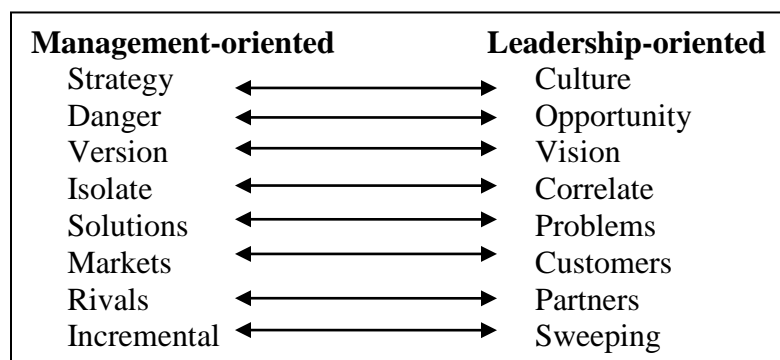 Management-oriented Leadership-oriented
Strategy Culture
Danger Opportunity
Version Vision
Isolate Correlate
Solutions Problems
Markets Customers
Rivals Partners
Incremental Sweeping